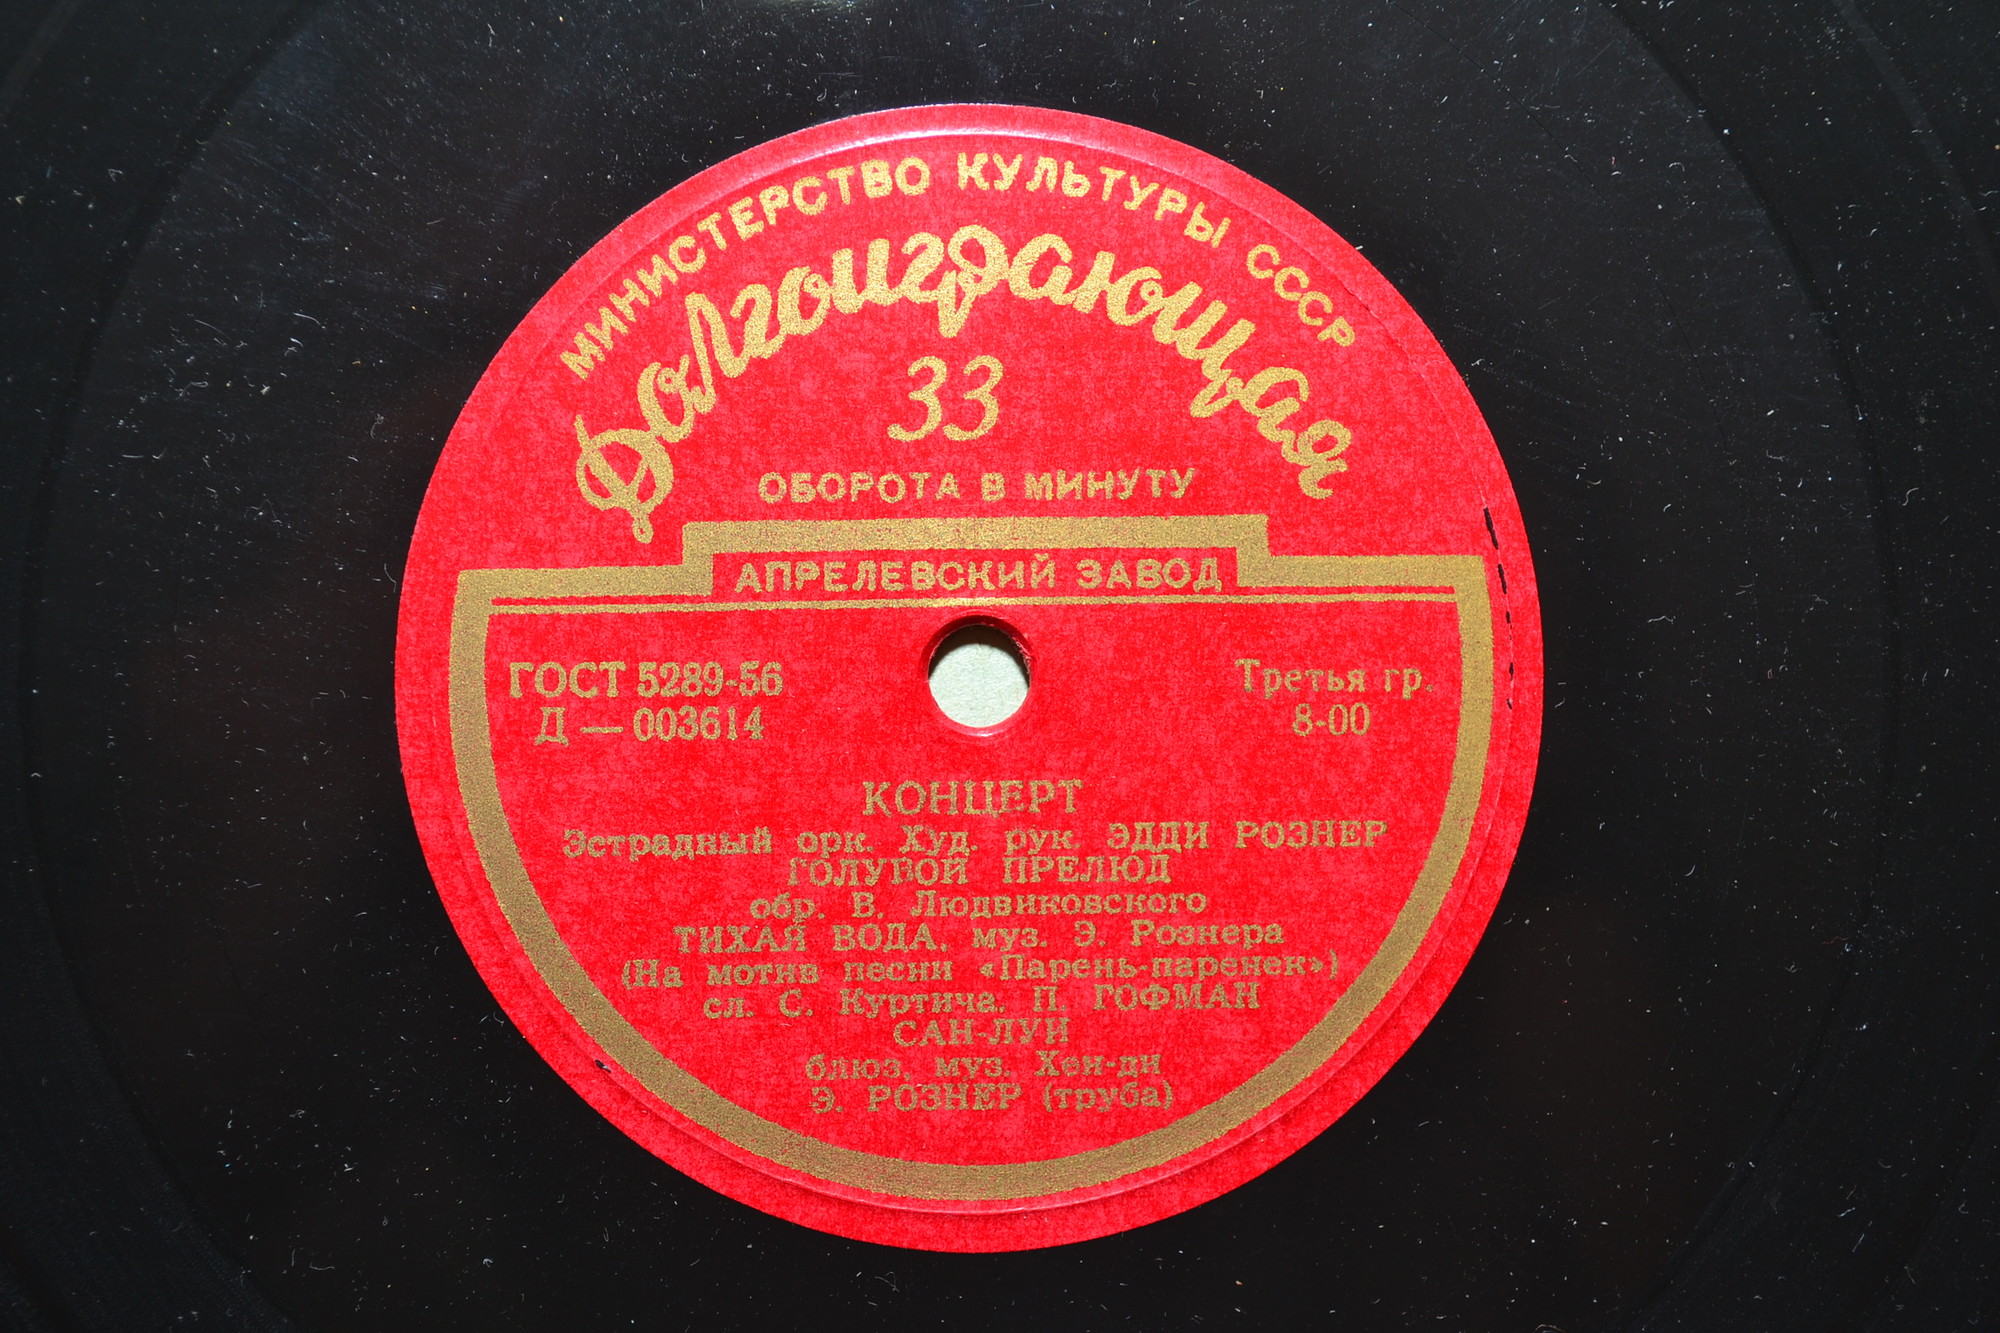 МИНИСТЕРСТВО КУЛЬТУРЫ СССР
Долгоиграющая
33
ОБОРОТА В МИНУТУ
АПРЕЛЕВСКИЙ ЗАВОД
ГОСТ 5289-56
Д — 003614
Третья гр.
8-00
КОНЦЕРТ
Эстрадный орк. Худ. рук. ЭДДИ РОЗНЕР
ГОЛУБОЙ ПРЕЛЮД
обр. В. Людвиковского
ТИХАЯ ВОДА, муз. Э. Рознера
(На мотив песни «Парень-паренек»)
сл. С. Куртича. П. ГОФМАН
САН-ЛУИ
блюз, муз. Хен-ди
Э. РОЗНЕР (труба)